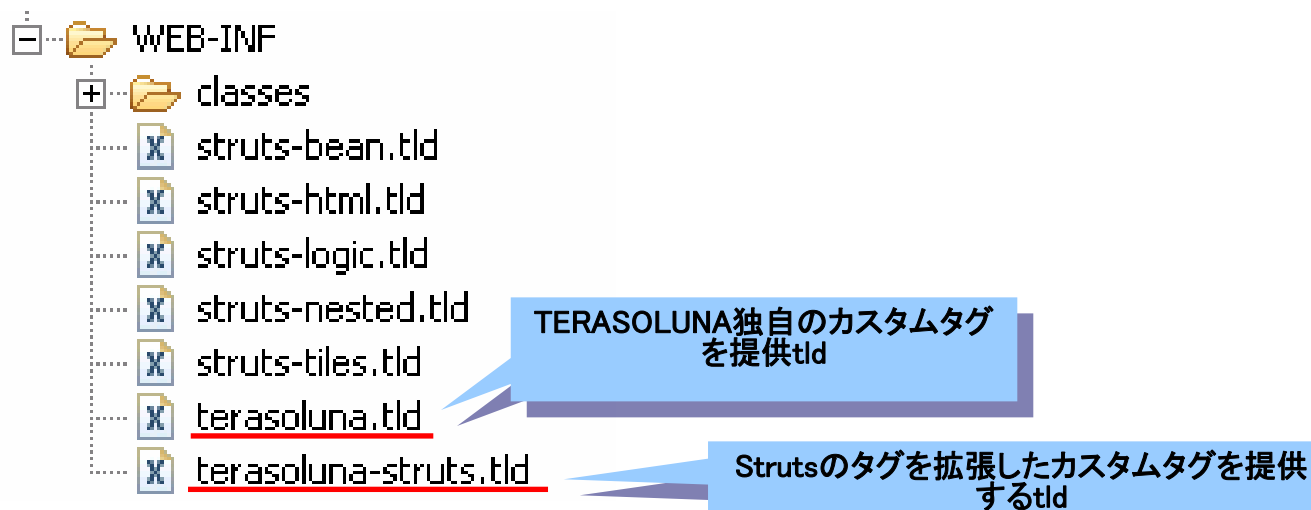 WEB-INF
classes
struts-bean.tld
struts-html.tld
struts-logic.tld
struts-nested.tld
struts-tiles.tld
terasoluna.tld
terasoluna-struts.tld
TERASOLUNA独自のカスタムタグ
を提供tld
Strutsのタグを拡張したカスタムタグを提供
するtld